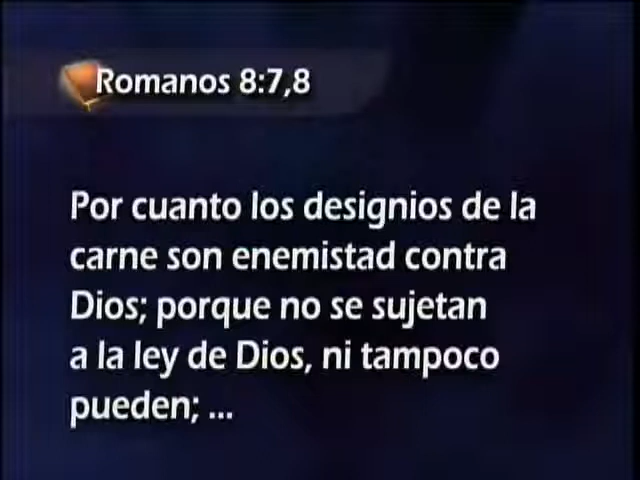 Romanos 8:7,8
Por cuanto los designios de la
carne son enemistad contra
Dios; porque no se sujetan
a la ley de Dios, ni tampoco
pueden; ...